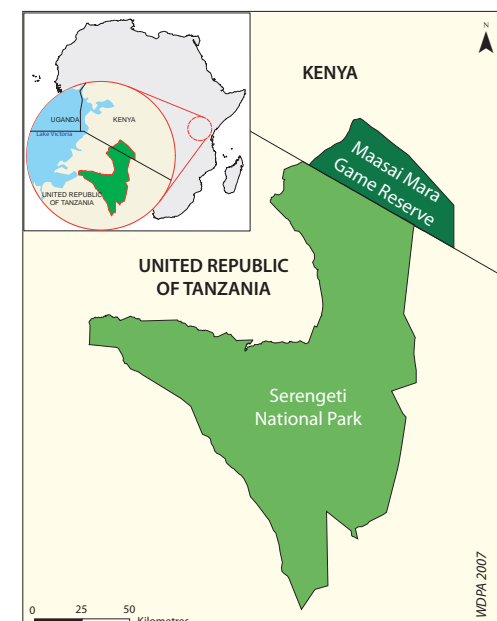 N
KENYA
UGANDA
KENYA
Lake Victoria
UNITED REPUBLIC
OF TANZANIA
Maasai Mara
Game Reserve
UNITED REPUBLIC
OF TANZANIA
Serengeti
National Park
WDPA 2007
0 25 50
Kilometres